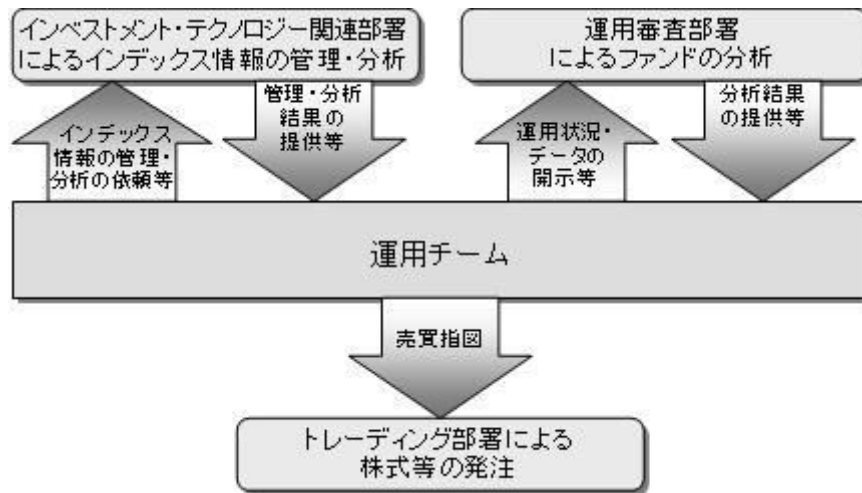 インベストメント・テクノロジー関連部署
によるインデックス情報の管理・分析
運用審査部署
によるファンドの分析
インデックス
情報の管理・
分析の依頼等
管理・分析
結果の
提供等
運用状況・
データの
開示等
分析結果
の提供等
運用チーム
売買指図
トレーディング部署による
株式等の発注